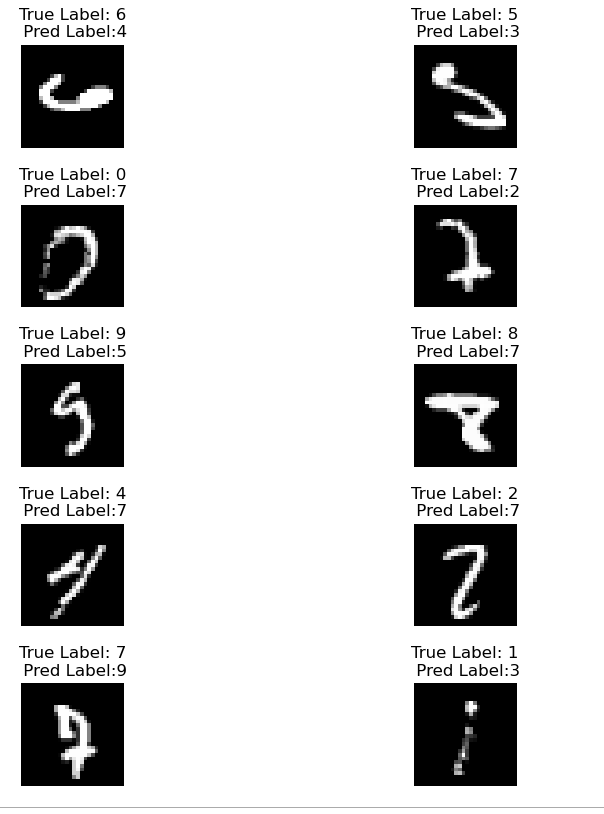 True Label: 6
Pred Label:4
True Label: 5
Pred Label:3
True Label: 0
Pred Label:7
True Label: 7
Pred Label:2
True Label: 9
Pred Label:5
True Label: 8
Pred Label:7
True Label: 4
Pred Label:7
True Label: 2
Pred Label:7
True Label: 7
Pred Label:9
True Label: 1
Pred Label:3